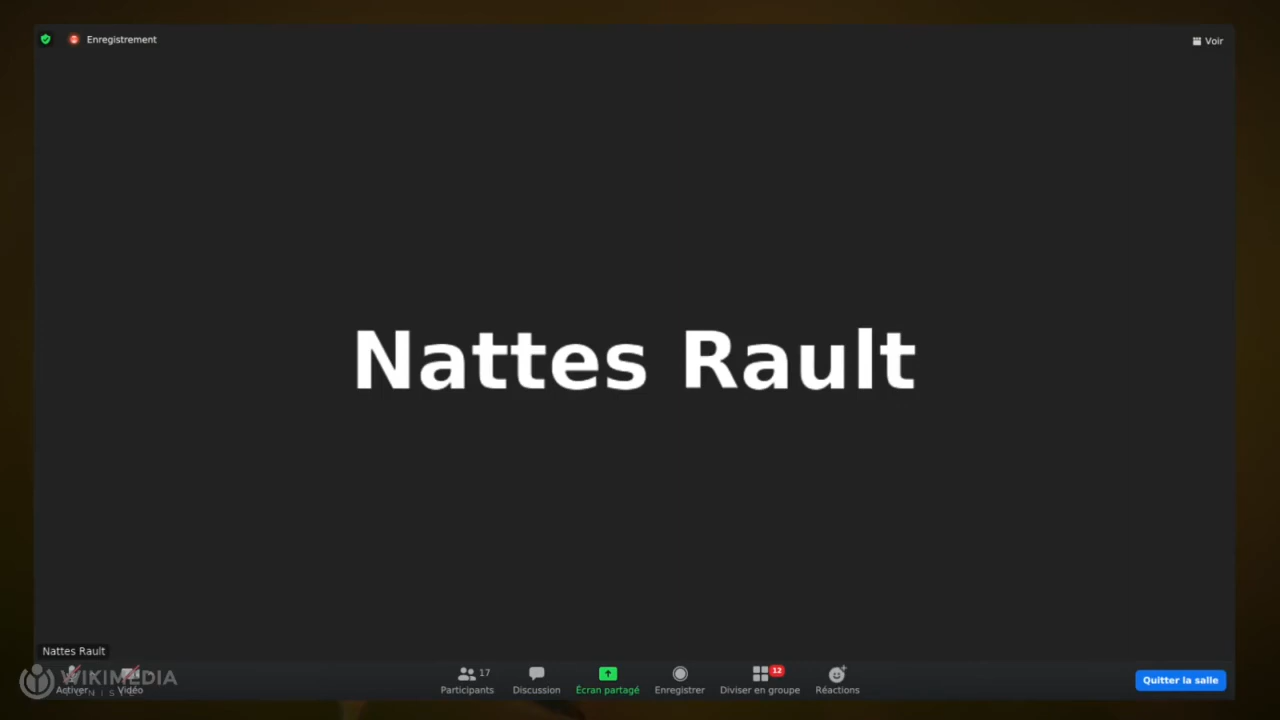 Enregistrement
Voir
Nattes Rault
Nattes Rault
WIKIMEDIA
Activer
Vidéo
17
Participants
Discussion
Écran partagé
Enregistrer
12
Diviser en groupe
Réactions
Quitter la salle